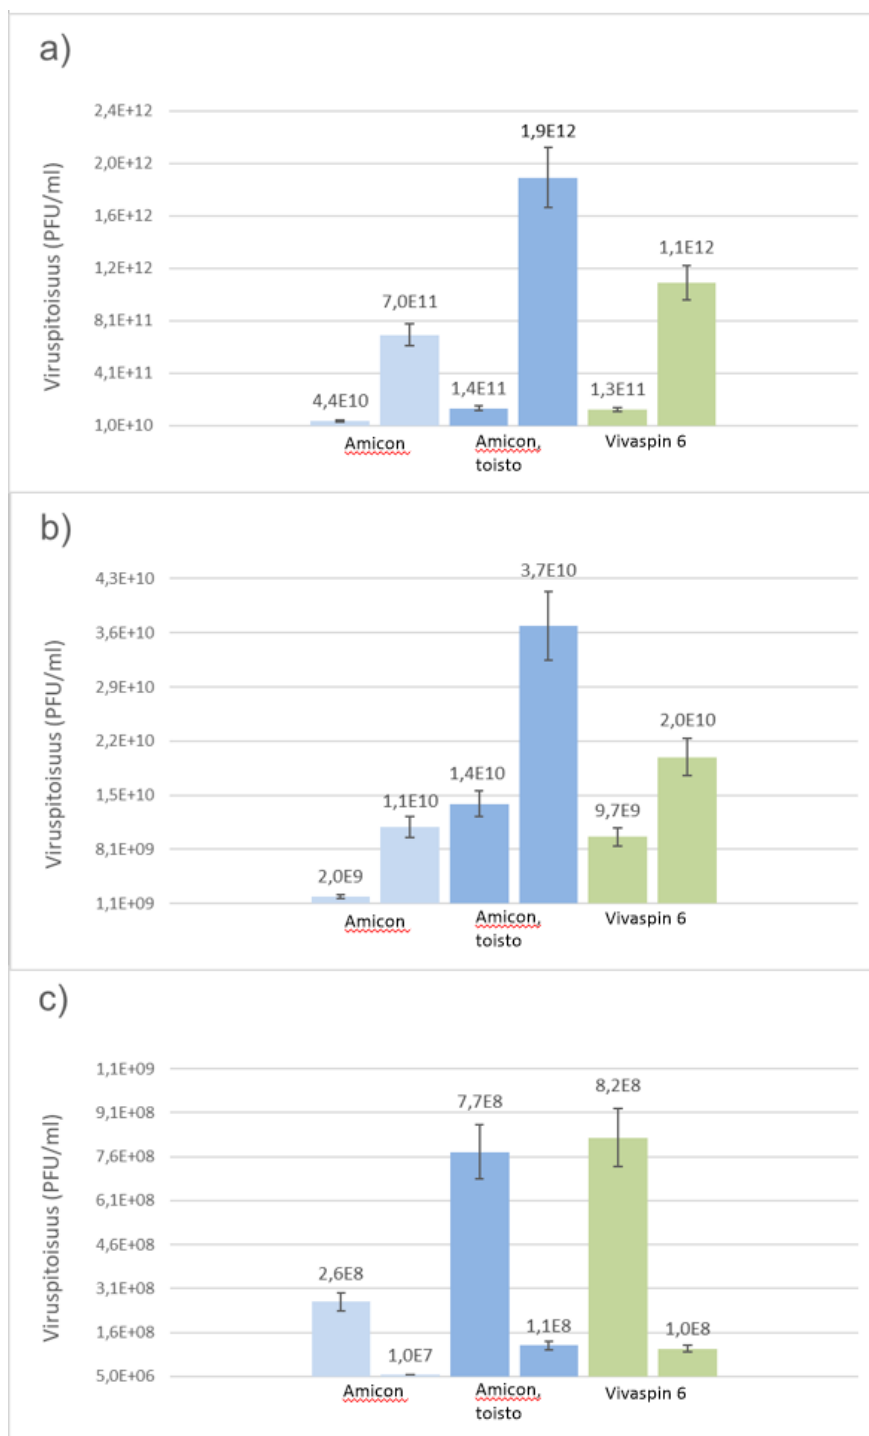 a)
Viruspitoisuus (PFU/ml)
2,4E+12
2,0E+12
1,6E+12
1,2E+12
8,1E+11
4,1E+11
1,0E+10
4,4E10
7,0E11
1,4E11
1,9E12
1,3E11
1,1E12
Amicon
Amicon,
toisto
Vivaspin 6
b)
Viruspitoisuus (PFU/ml)
4,3E+10
3,6E+10
2,9E+10
2,2E+10
1,5E+10
8,1E+09
1,1E+09
2,0E9
1,1E10
1,4E10
3,7E10
9,7E9
2,0E10
Amicon
Amicon,
toisto
Vivaspin 6
c)
Viruspitoisuus (PFU/ml)
1,1E+09
9,1E+08
7,6E+08
6,1E+08
4,6E+08
3,1E+08
1,6E+08
5,0E+06
2,6E8
1,0E7
7,7E8
1,1E8
8,2E8
1,0E8
Amicon
Amicon,
toisto
Vivaspin 6